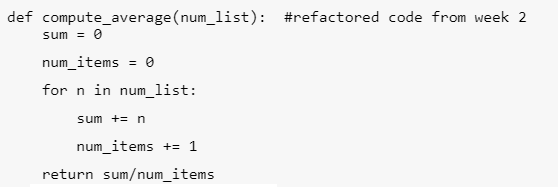 def compute_average(num_list):  #refactored code from week 2
    sum = 0
    num_items = 0
    for n in num_list:
        sum += n
        num_items += 1
    return sum/num_items